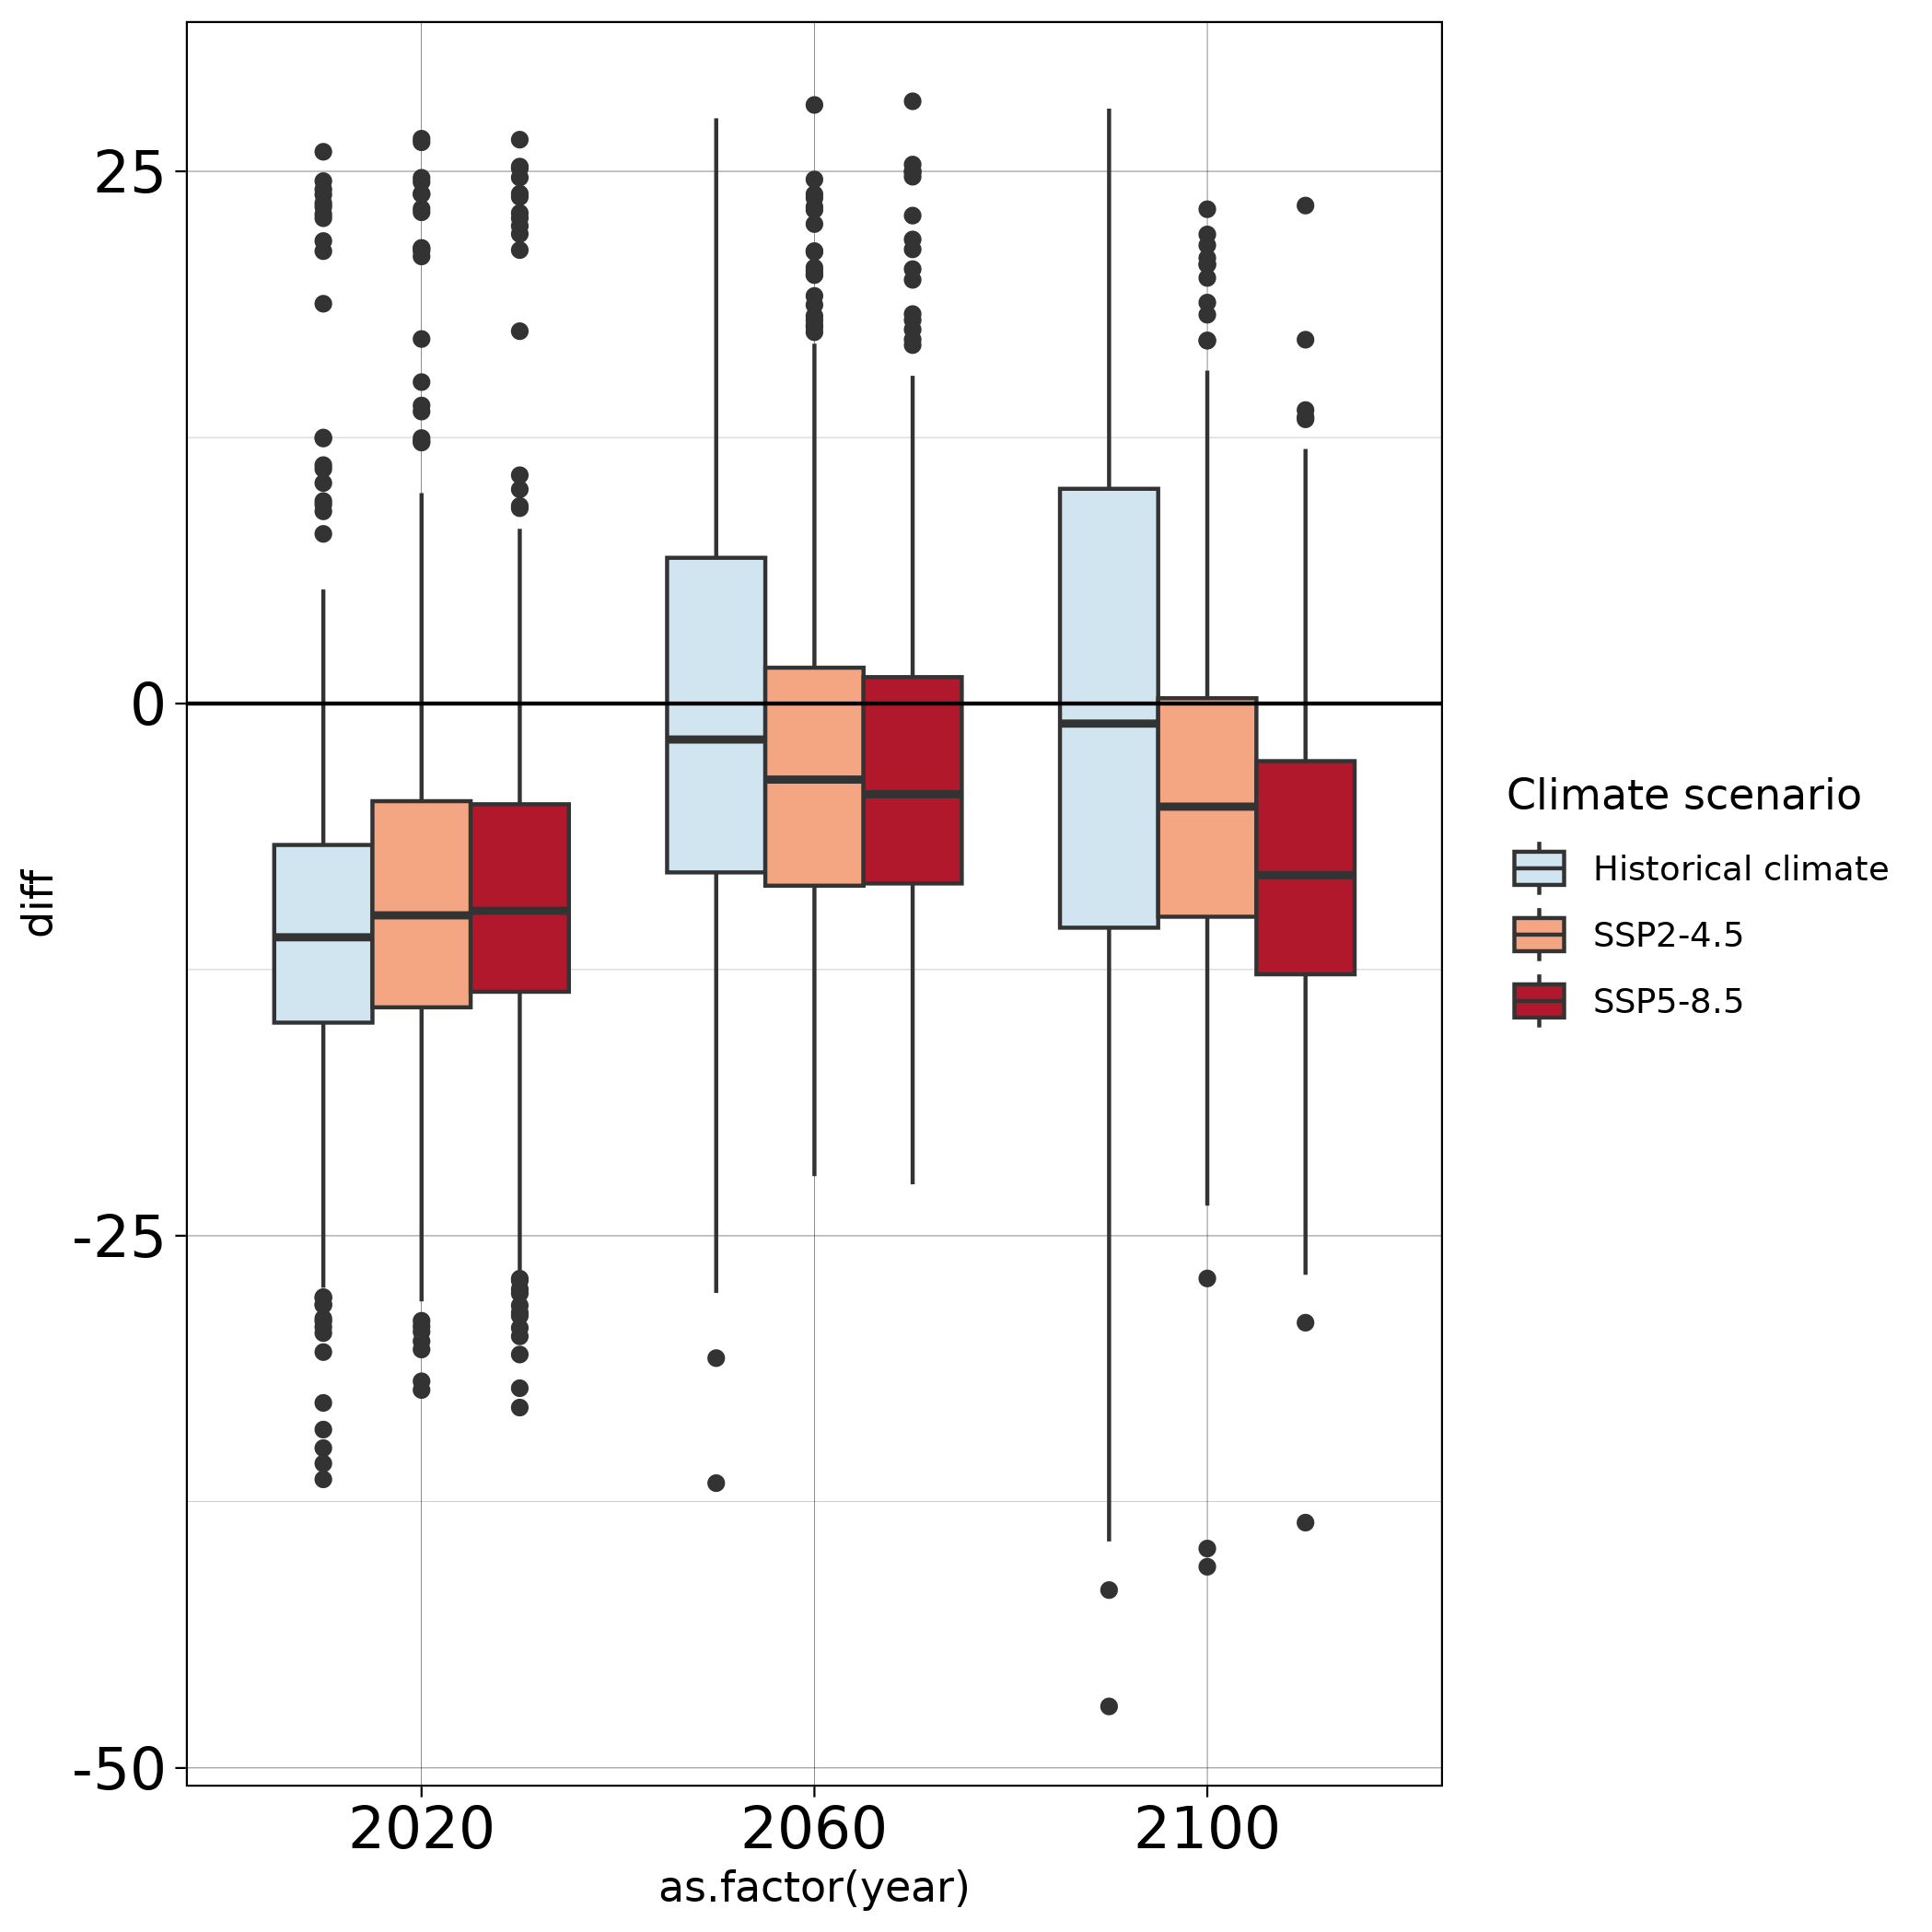 25
0
-25
-50
diff
2020
2060
2100
as.factor(year)
Climate scenario
Historical climate
SSP2-4.5
SSP5-8.5